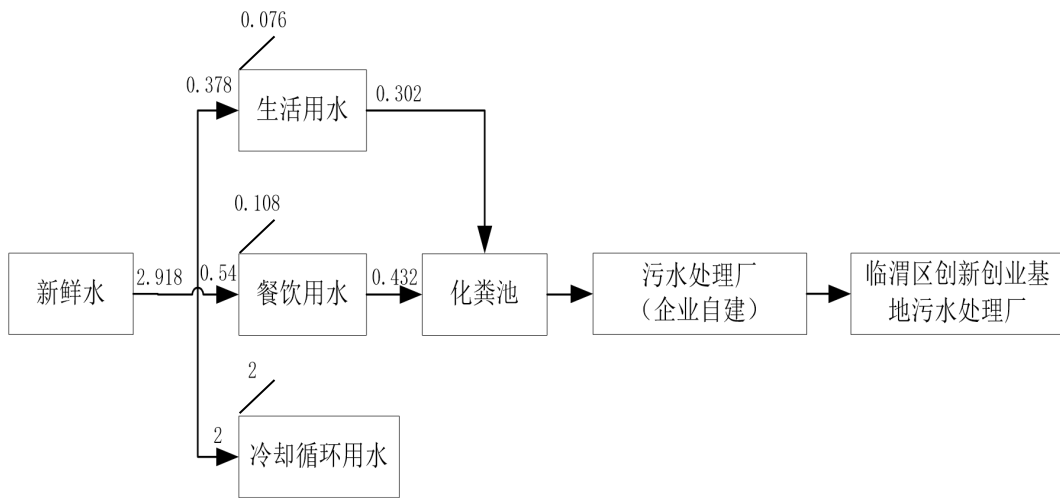 0.076
0.378
生活用水
0.302
0.108
新鲜水
2.918
0.54
餐饮用水
0.432
化粪池
污水处理厂
(企业自建)
临渭区创新创业基
地污水处理厂
2
2
冷却循环用水